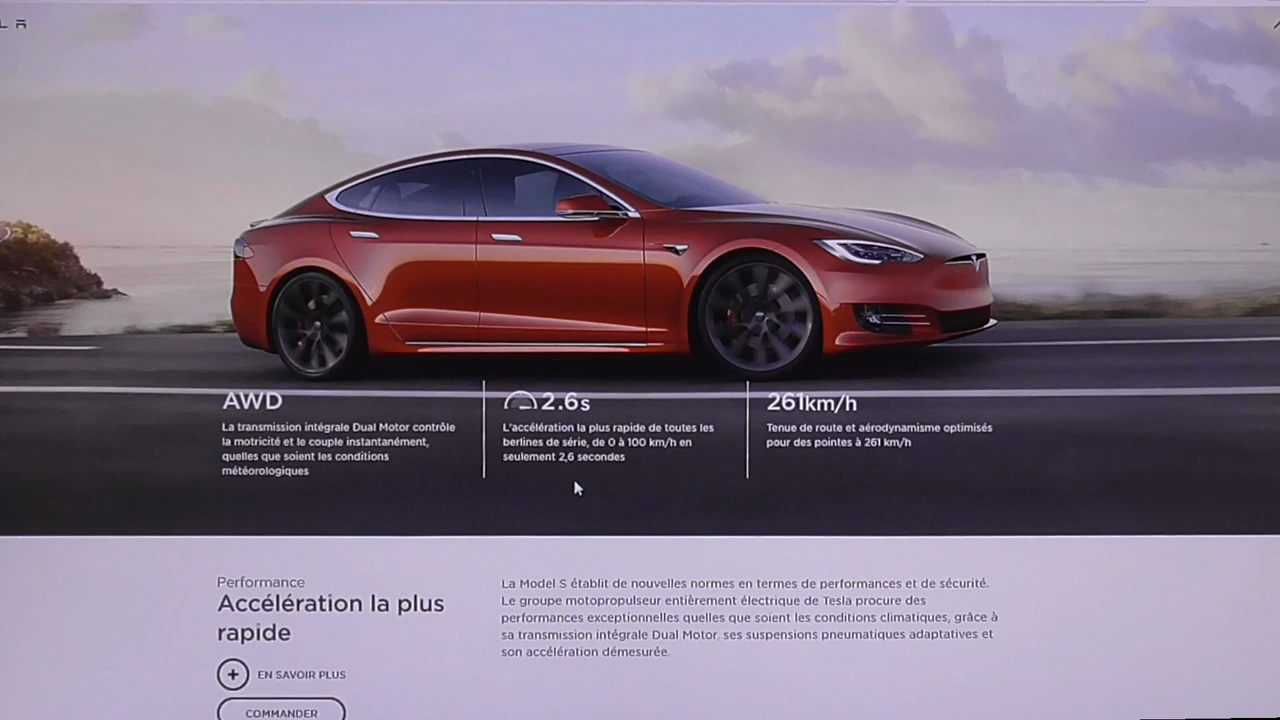 L A
AWD
La transmission intégrale Dual Motor contrôle
la motricité et le couple instantanément,
quelles que soient les conditions
météorologiques
2.6s
L'accélération la plus rapide de toutes les
berlines de série, de 0 à 100 km/h en
seulement 2,6 secondes
261km/h
Tenue de route et aérodynamisme optimisés
pour des pointes à 261 km/h
Performance
Accélération la plus
rapide
EN SAVOIR PLUS
COMMANDER
La Model S établit de nouvelles normes en termes de performances et de sécurité.
Le groupe motopropulseur entièrement électrique de Tesla procure des
performances exceptionnelles quelles que soient les conditions climatiques, grâce à
sa transmission intégrale Dual Motor, ses suspensions pneumatiques adaptatives et
son accélération démesurée.